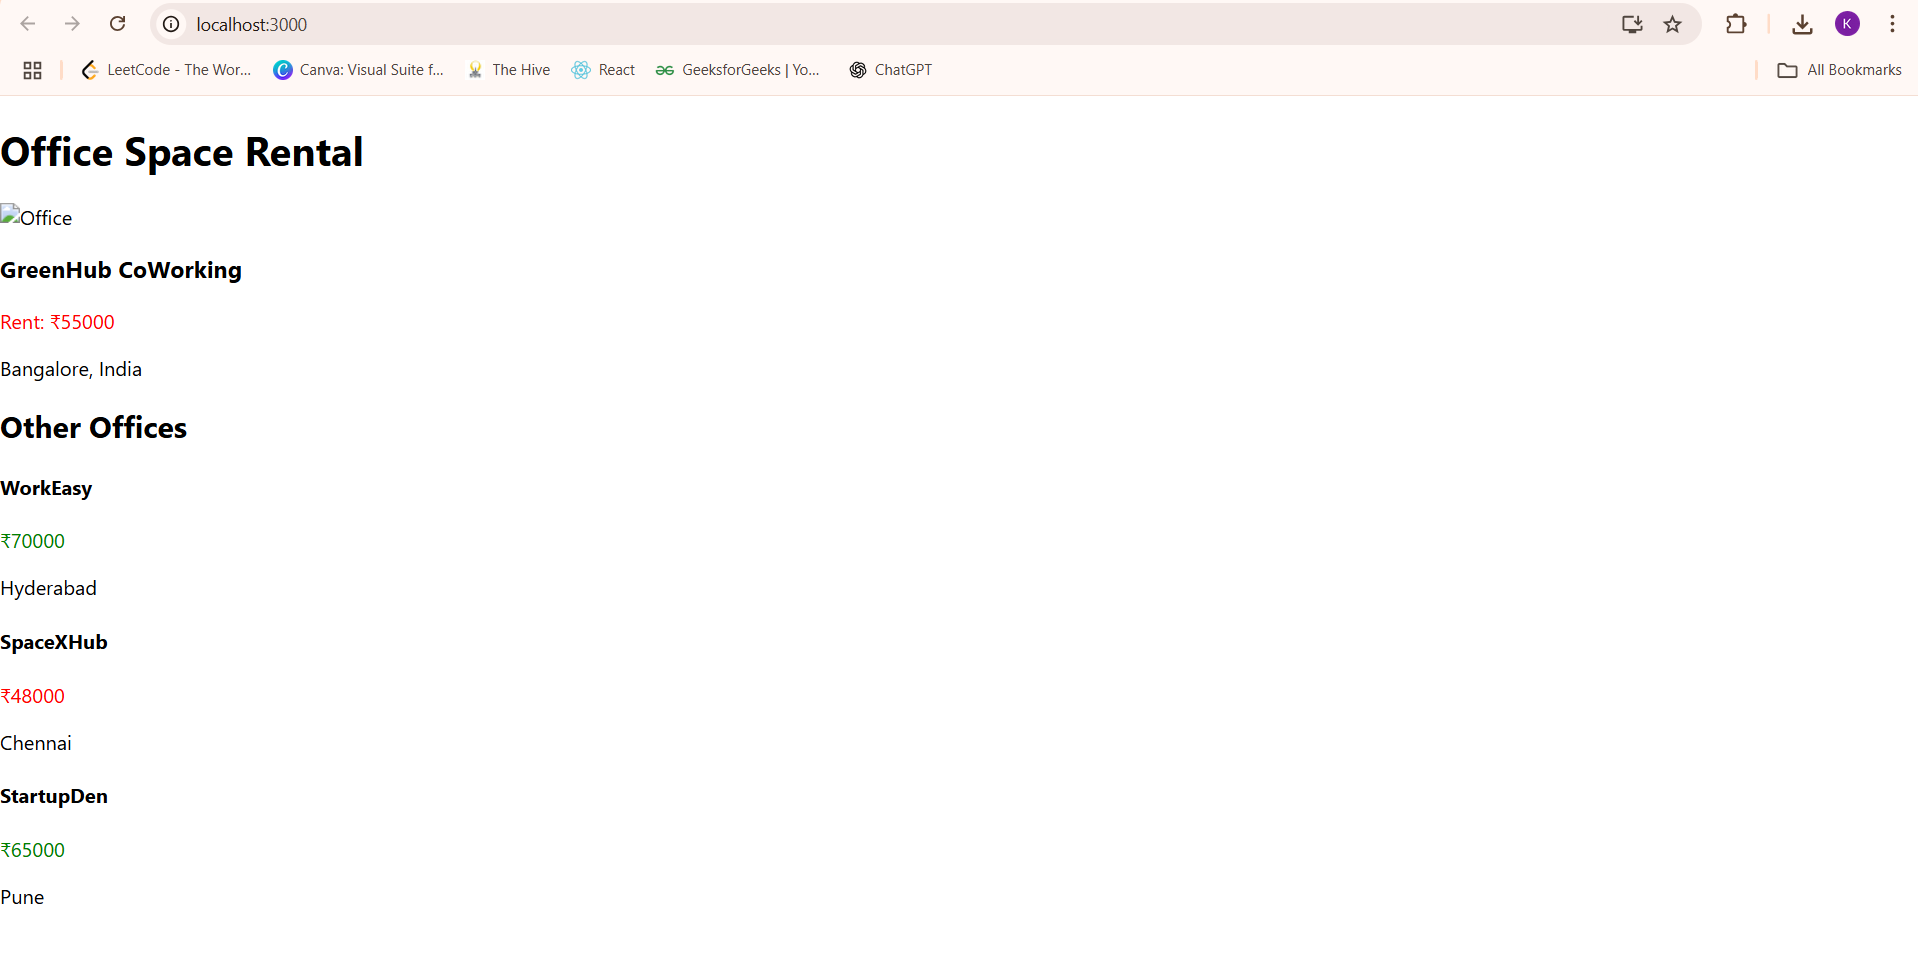 localhost:3000
K
LeetCode - The Wor...
Canva: Visual Suite f...
The Hive
React
GeeksforGeeks | Yo...
ChatGPT
All Bookmarks
Office Space Rental
Office
GreenHub CoWorking
Rent: ₹55000
Bangalore, India
Other Offices
WorkEasy
₹70000
Hyderabad
SpaceXHub
₹48000
Chennai
StartupDen
₹65000
Pune